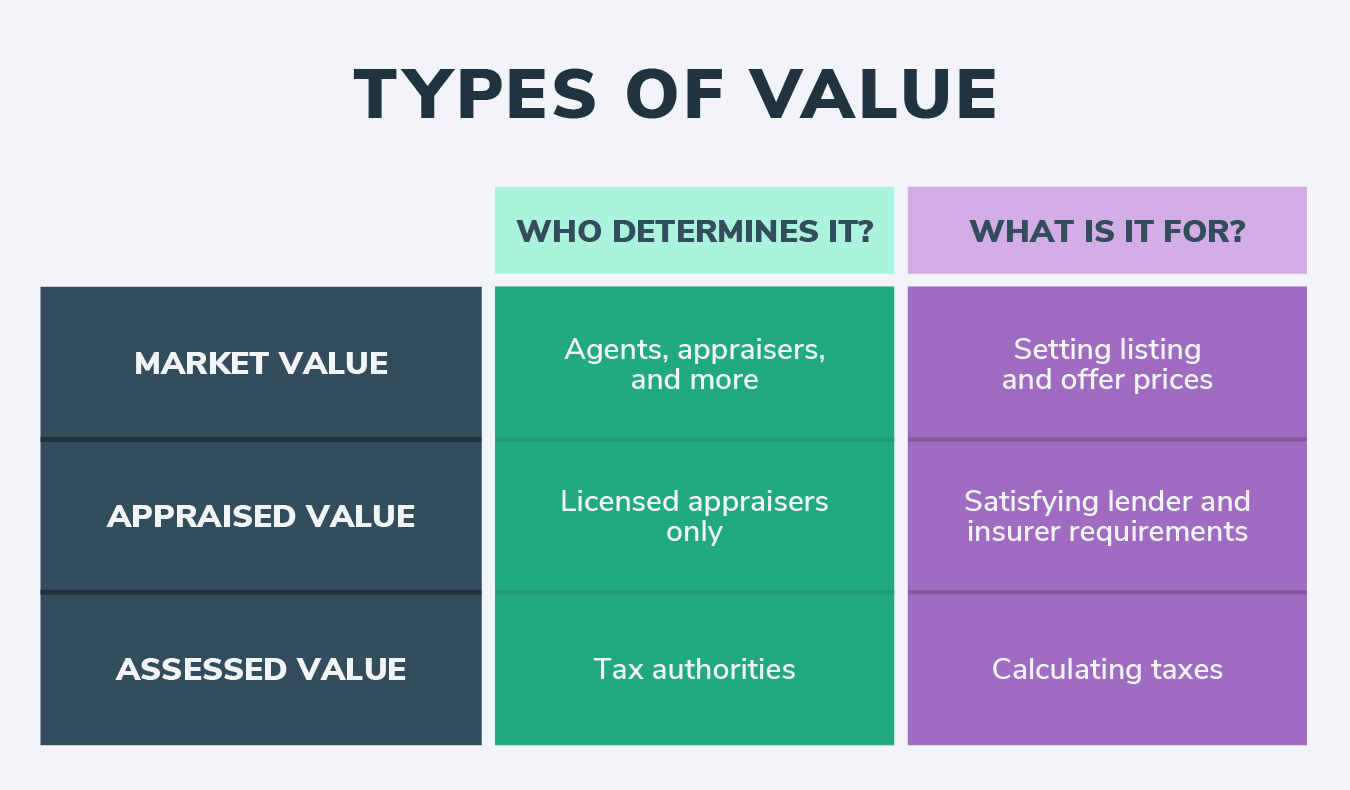 TYPES OF VALUE
WHO DETERMINES IT?
WHAT IS IT FOR?
MARKET VALUE
Agents, appraisers,
and more
Setting listing
and offer prices
APPRAISED VALUE
Licensed appraisers
only
Satisfying lender and
insurer requirements
ASSESSED VALUE
Tax authorities
Calculating taxes